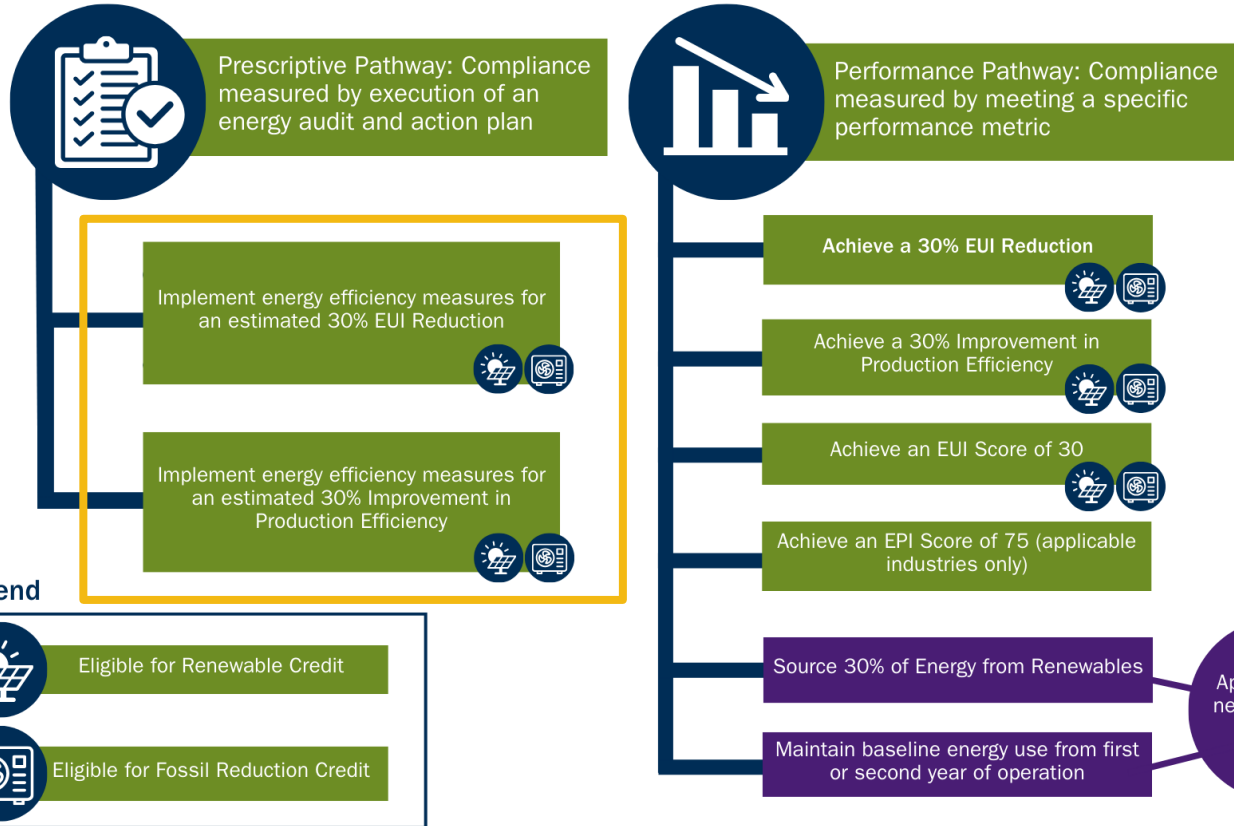 Prescriptive Pathway: Compliance
measured by execution of an
energy audit and action plan
Implement energy efficiency measures for
an estimated 30% EUI Reduction
Implement energy efficiency measures for
an estimated 30% Improvement in
Production Efficiency
end
Eligible for Renewable Credit
Eligible for Fossil Reduction Credit
Performance Pathway: Compliance
measured by meeting a specific
performance metric
Achieve a 30% EUI Reduction
Achieve a 30% Improvement in
Production Efficiency
Achieve an EUI Score of 30
Achieve an EPI Score of 75 (applicable
industries only)
Source 30% of Energy from Renewables
Maintain baseline energy use from first
or second year of operation
Ap
ne